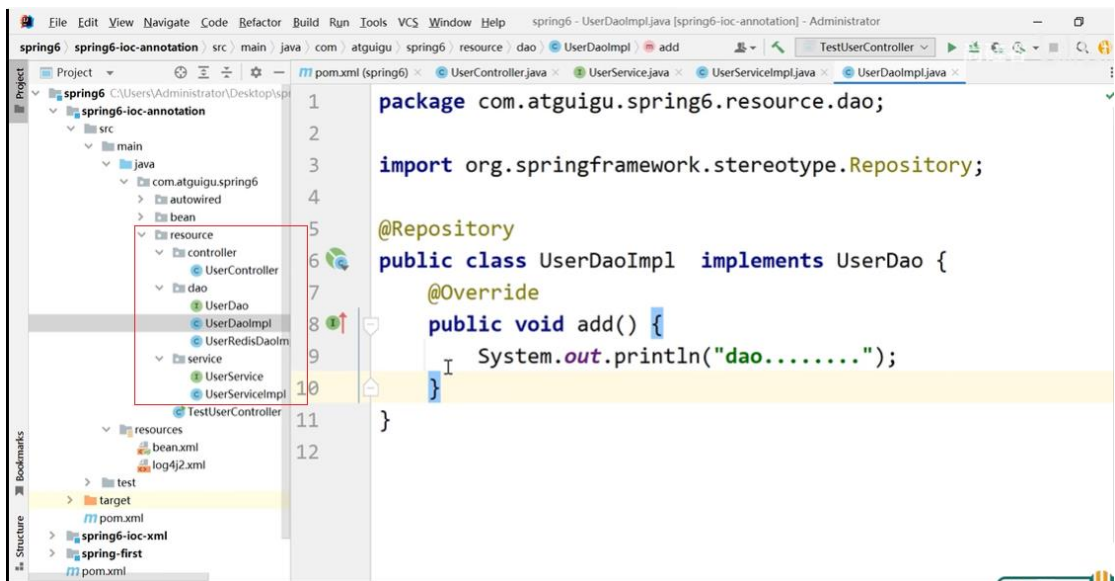 File Edit View Navigate Code Refactor Build Run Tools VCS Window Help spring6 - UserDaoImpl.java [spring6-ioc-annotation] - Administrator
spring6 spring6-ioc-annotation src main java com atguigu spring6 resource dao UserDaoImpl add TestUserController
Project
Project
pom.xml (spring6) UserController.java UserService.java UserServiceImpl.java UserDaoImpl.java
spring6 C:\Users\Administrator\Desktop\spr
spring6-ioc-annotation
src
main
java
com.atguigu.spring6
autowired
bean
resource
controller
UserController
dao
UserDao
UserDaoImpl
UserRedisDaoIm
service
UserService
UserServiceImpl
TestUserController
resources
bean.xml
log4j2.xml
test
target
pom.xml
spring6-ioc-xml
spring-first
pom.xml
Bookmarks
Structure
1 package com.atguigu.spring6.resource.dao;
2
3 import org.springframework.stereotype.Repository;
4
5 @Repository
6 public class UserDaoImpl implements UserDao {
7 @Override
8 public void add() {
9 System.out.println("dao........");
10 }
11 }
12